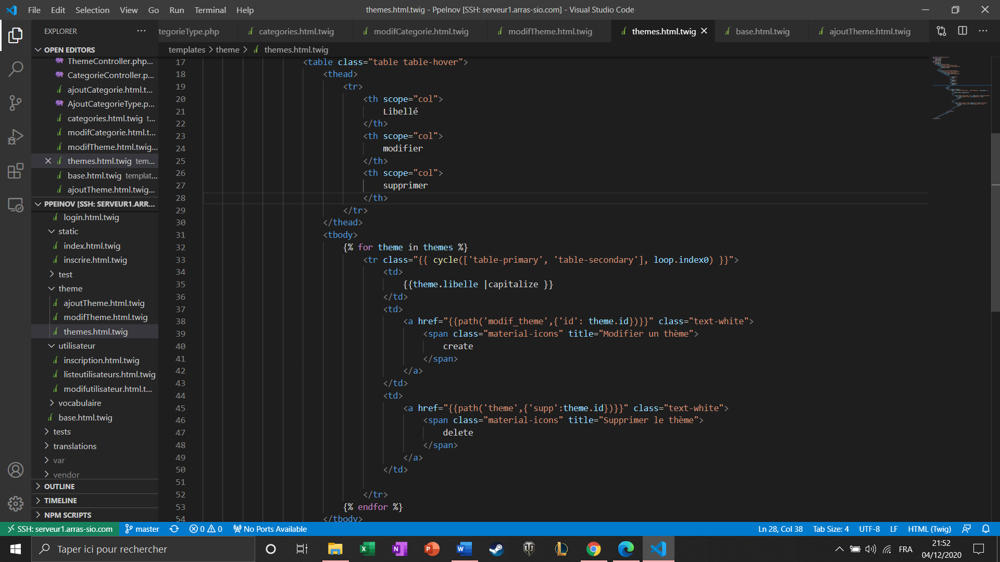 File Edit Selection View Go Run Terminal Help
themes.html.twig - PpeInov [SSH: serveur1.arras-sio.com] - Visual Studio Code
EXPLORER
tegorieType.php
categories.html.twig
modifCategorie.html.twig
modifTheme.html.twig
themes.html.twig
base.html.twig
ajoutTheme.html.twig
OPEN EDITORS
ThemeController.php...
CategorieController.p...
ajoutCategorie.html.t...
AjoutCategorieType.p...
categories.html.twig t...
modifCategorie.html.t...
modifTheme.html.twig...
themes.html.twig tem...
base.html.twig templat...
ajoutTheme.html.twig...
PPEINOV [SSH: SERVEUR1.ARR...
login.html.twig
static
index.html.twig
inscrire.html.twig
test
theme
ajoutTheme.html.twig
modifTheme.html.twig
themes.html.twig
utilisateur
inscription.html.twig
listeutilisateurs.html.twig
modifutilisateur.html.t...
vocabulaire
base.html.twig
tests
translations
var
vendor
OUTLINE
TIMELINE
NPM SCRIPTS
templates > theme > themes.html.twig
17 <table class="table table-hover">
18 <thead>
19 <tr>
20 <th scope="col">
21 Libellé
22 </th>
23 <th scope="col">
24 modifier
25 </th>
26 <th scope="col">
27 supprimer
28 </th>
29 </tr>
30 </thead>
31 <tbody>
32 {% for theme in themes %}
33 <tr class="{{ cycle(['table-primary', 'table-secondary'], loop.index0) }}">
34 <td>
35 {{theme.libelle |capitalize }}
36 </td>
37 <td>
38 <a href="{{path('modif_theme',{'id': theme.id})}}" class="text-white">
39 <span class="material-icons" title="Modifier un thème">
40 create
41 </span>
42 </a>
43 </td>
44 <td>
45 <a href="{{path('theme',{'supp':theme.id})}}" class="text-white">
46 <span class="material-icons" title="Supprimer le thème">
47 delete
48 </span>
49 </a>
50 </td>
51
52 </tr>
53 {% endfor %}
54 </tbody>
SSH: serveur1.arras-sio.com master 0 0 No Ports Available Ln 28, Col 38 Tab Size: 4 UTF-8 LF HTML (Twig)
Taper ici pour rechercher
FRA
21:52
04/12/2020